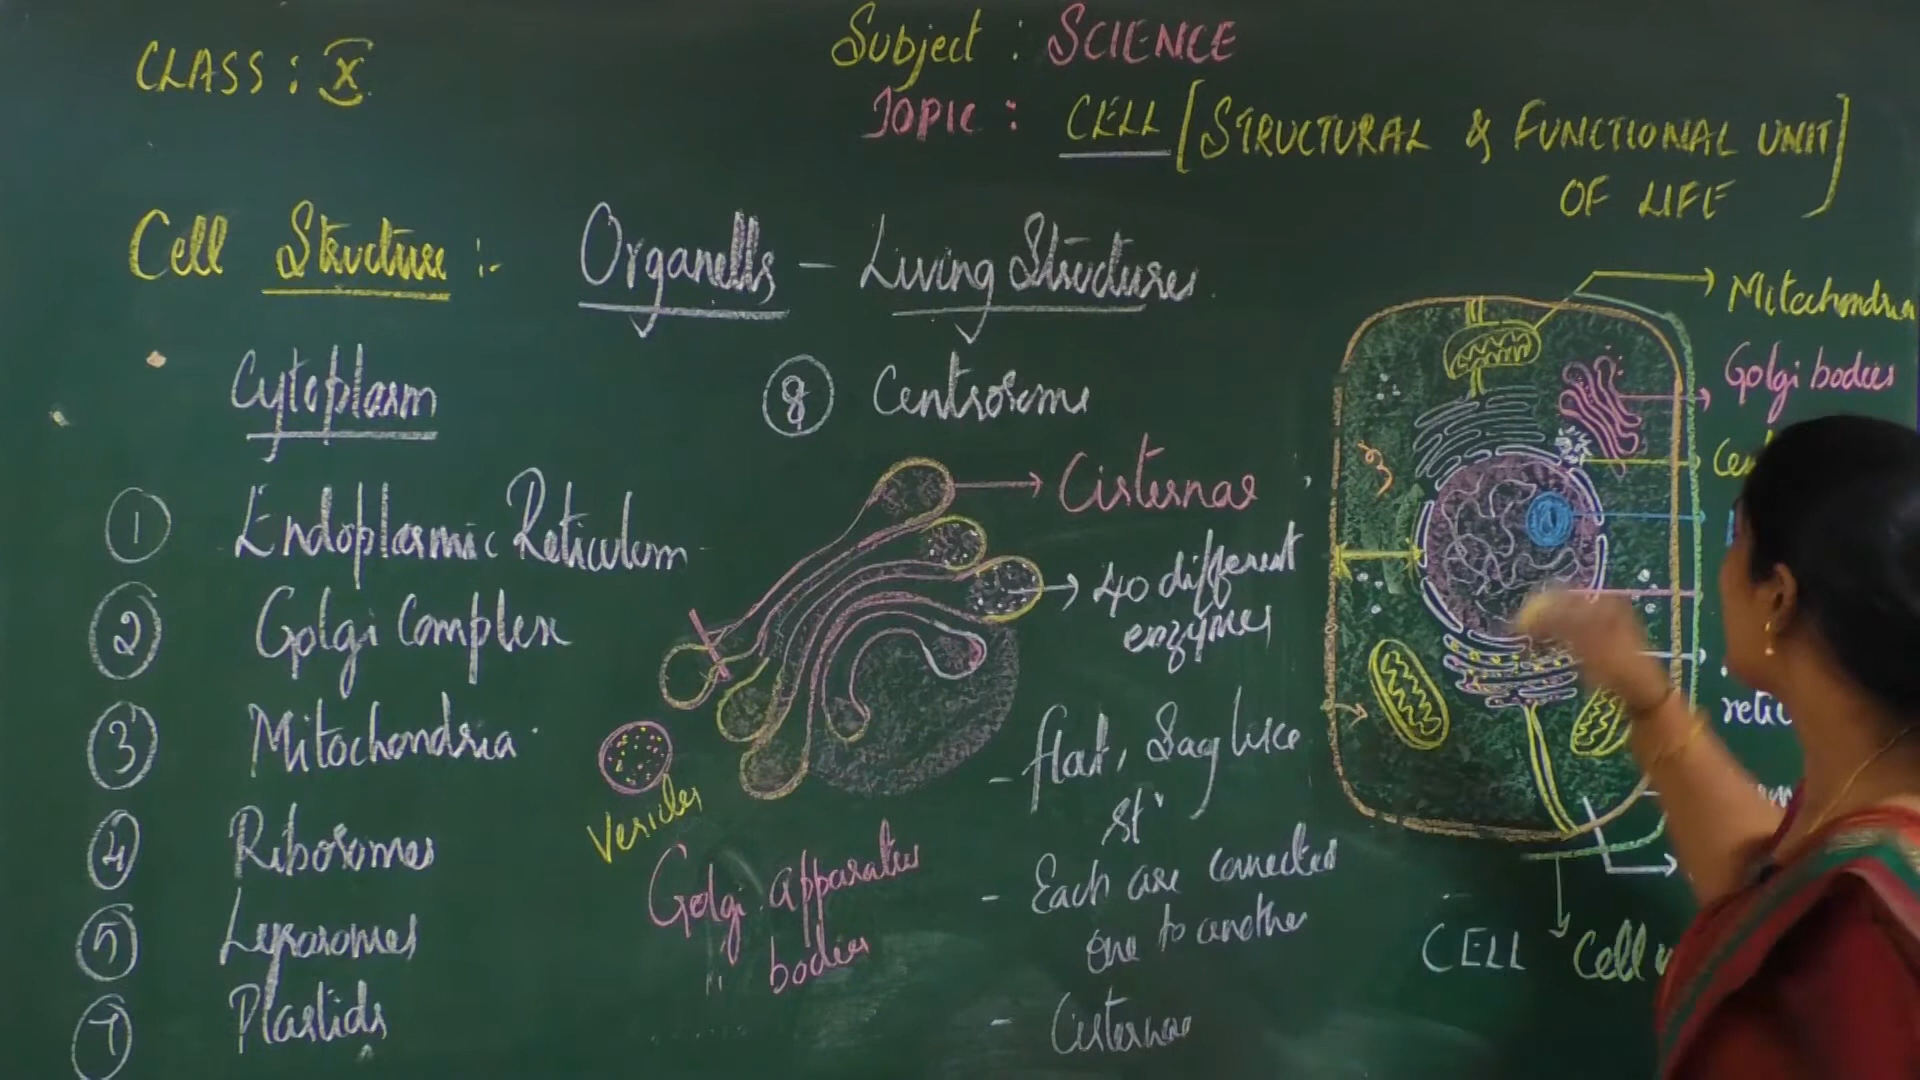 CLASS : X
Subject : SCIENCE
TOPIC : CELL [STRUCTURAL & FUNCTIONAL UNIT]
OF LIFE
Cell Structure :- Organells – Living Structures
Cytoplasm
1 Endoplasmic Reticulum
2 Golgi Complex
3 Mitochondria
4 Ribosomes
5 Lysosomes
7 Plastids
8 Centrosome
Cisternae
40 different
enzymes
Vesicles
Golgi apparatus
" bodies
- flat, Sag like
st
- Each are connected
one to another
- Cisternae
Mitochondria
Golgi bodies
CELL
Cell